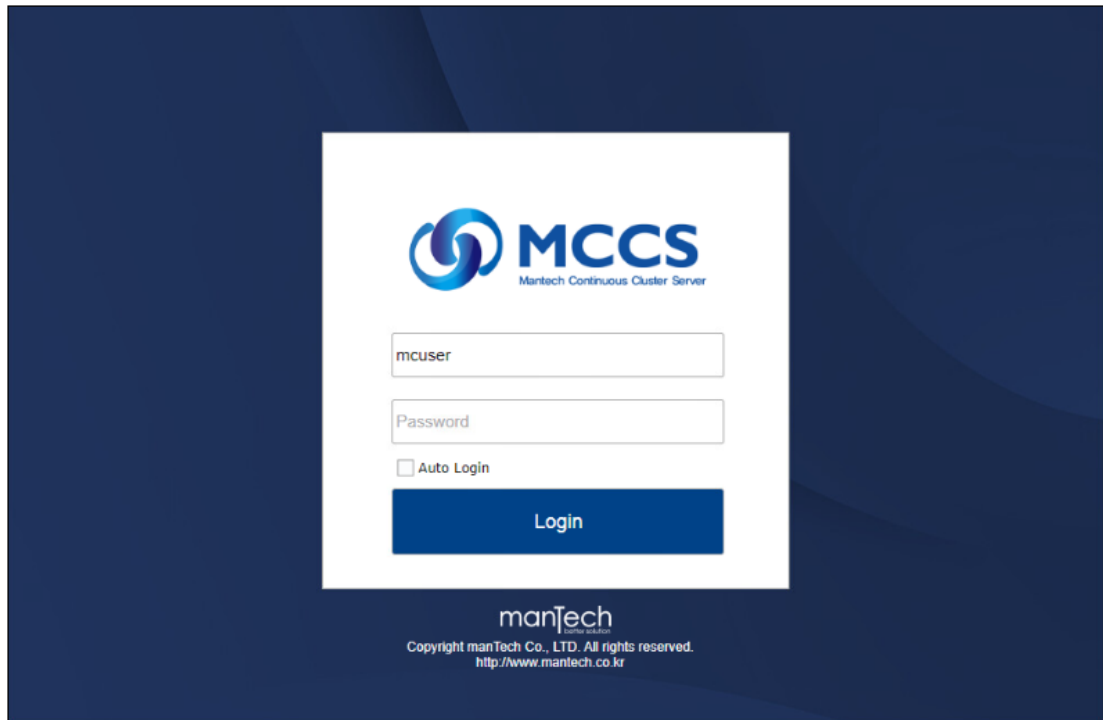 MCCS
Mantech Continuous Cluster Server
mcuser
Password
Auto Login
Login
manTech
better solution
Copyright manTech Co., LTD. All rights reserved.
http://www.mantech.co.kr